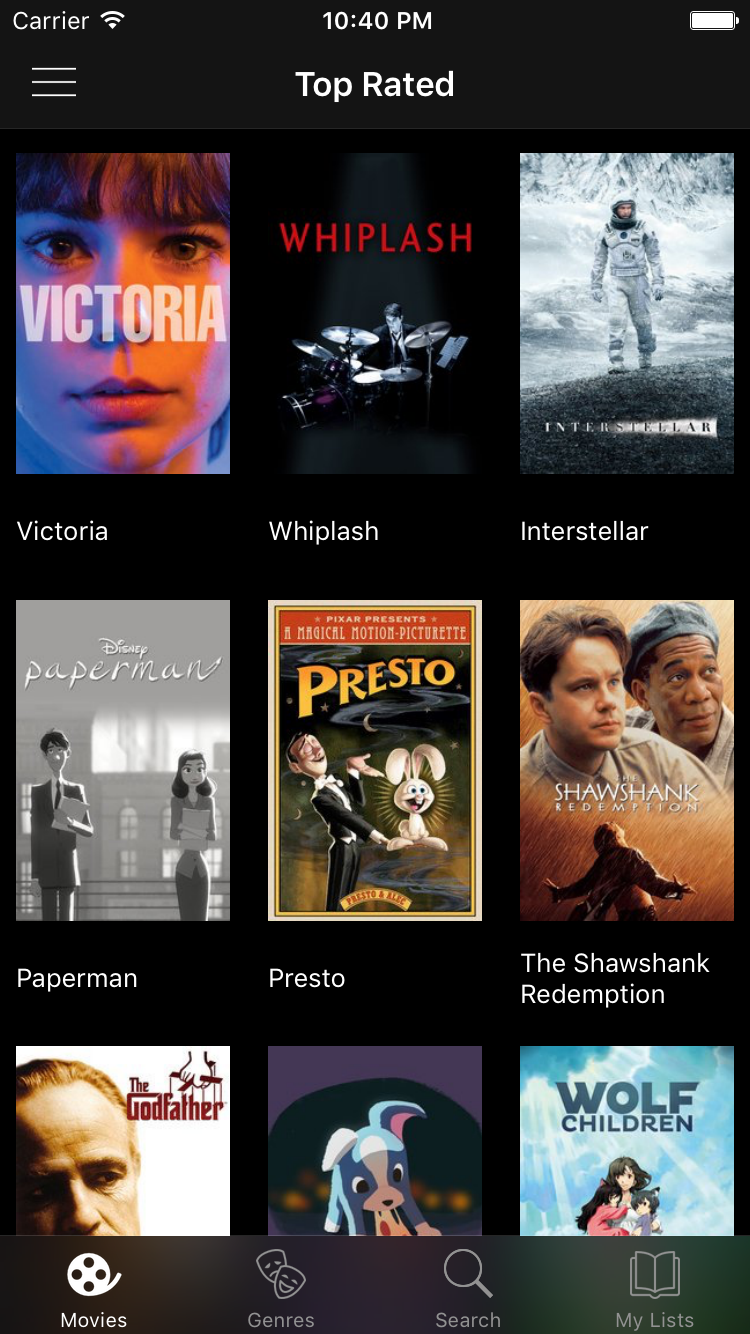 Carrier 10:40 PM
Top Rated
VICTORIA
WHIPLASH
INTERSTELLAR
Victoria
Whiplash
Interstellar
DISNEY
paperman
PIXAR PRESENTS
A MAGICAL MOTION-PICTURETTE
PRESTO
PRESTO & ALEC
THE
SHAWSHANK
REDEMPTION
Paperman
Presto
The Shawshank
Redemption
The
Godfather
WOLF
CHILDREN
Movies
Genres
Search
My Lists